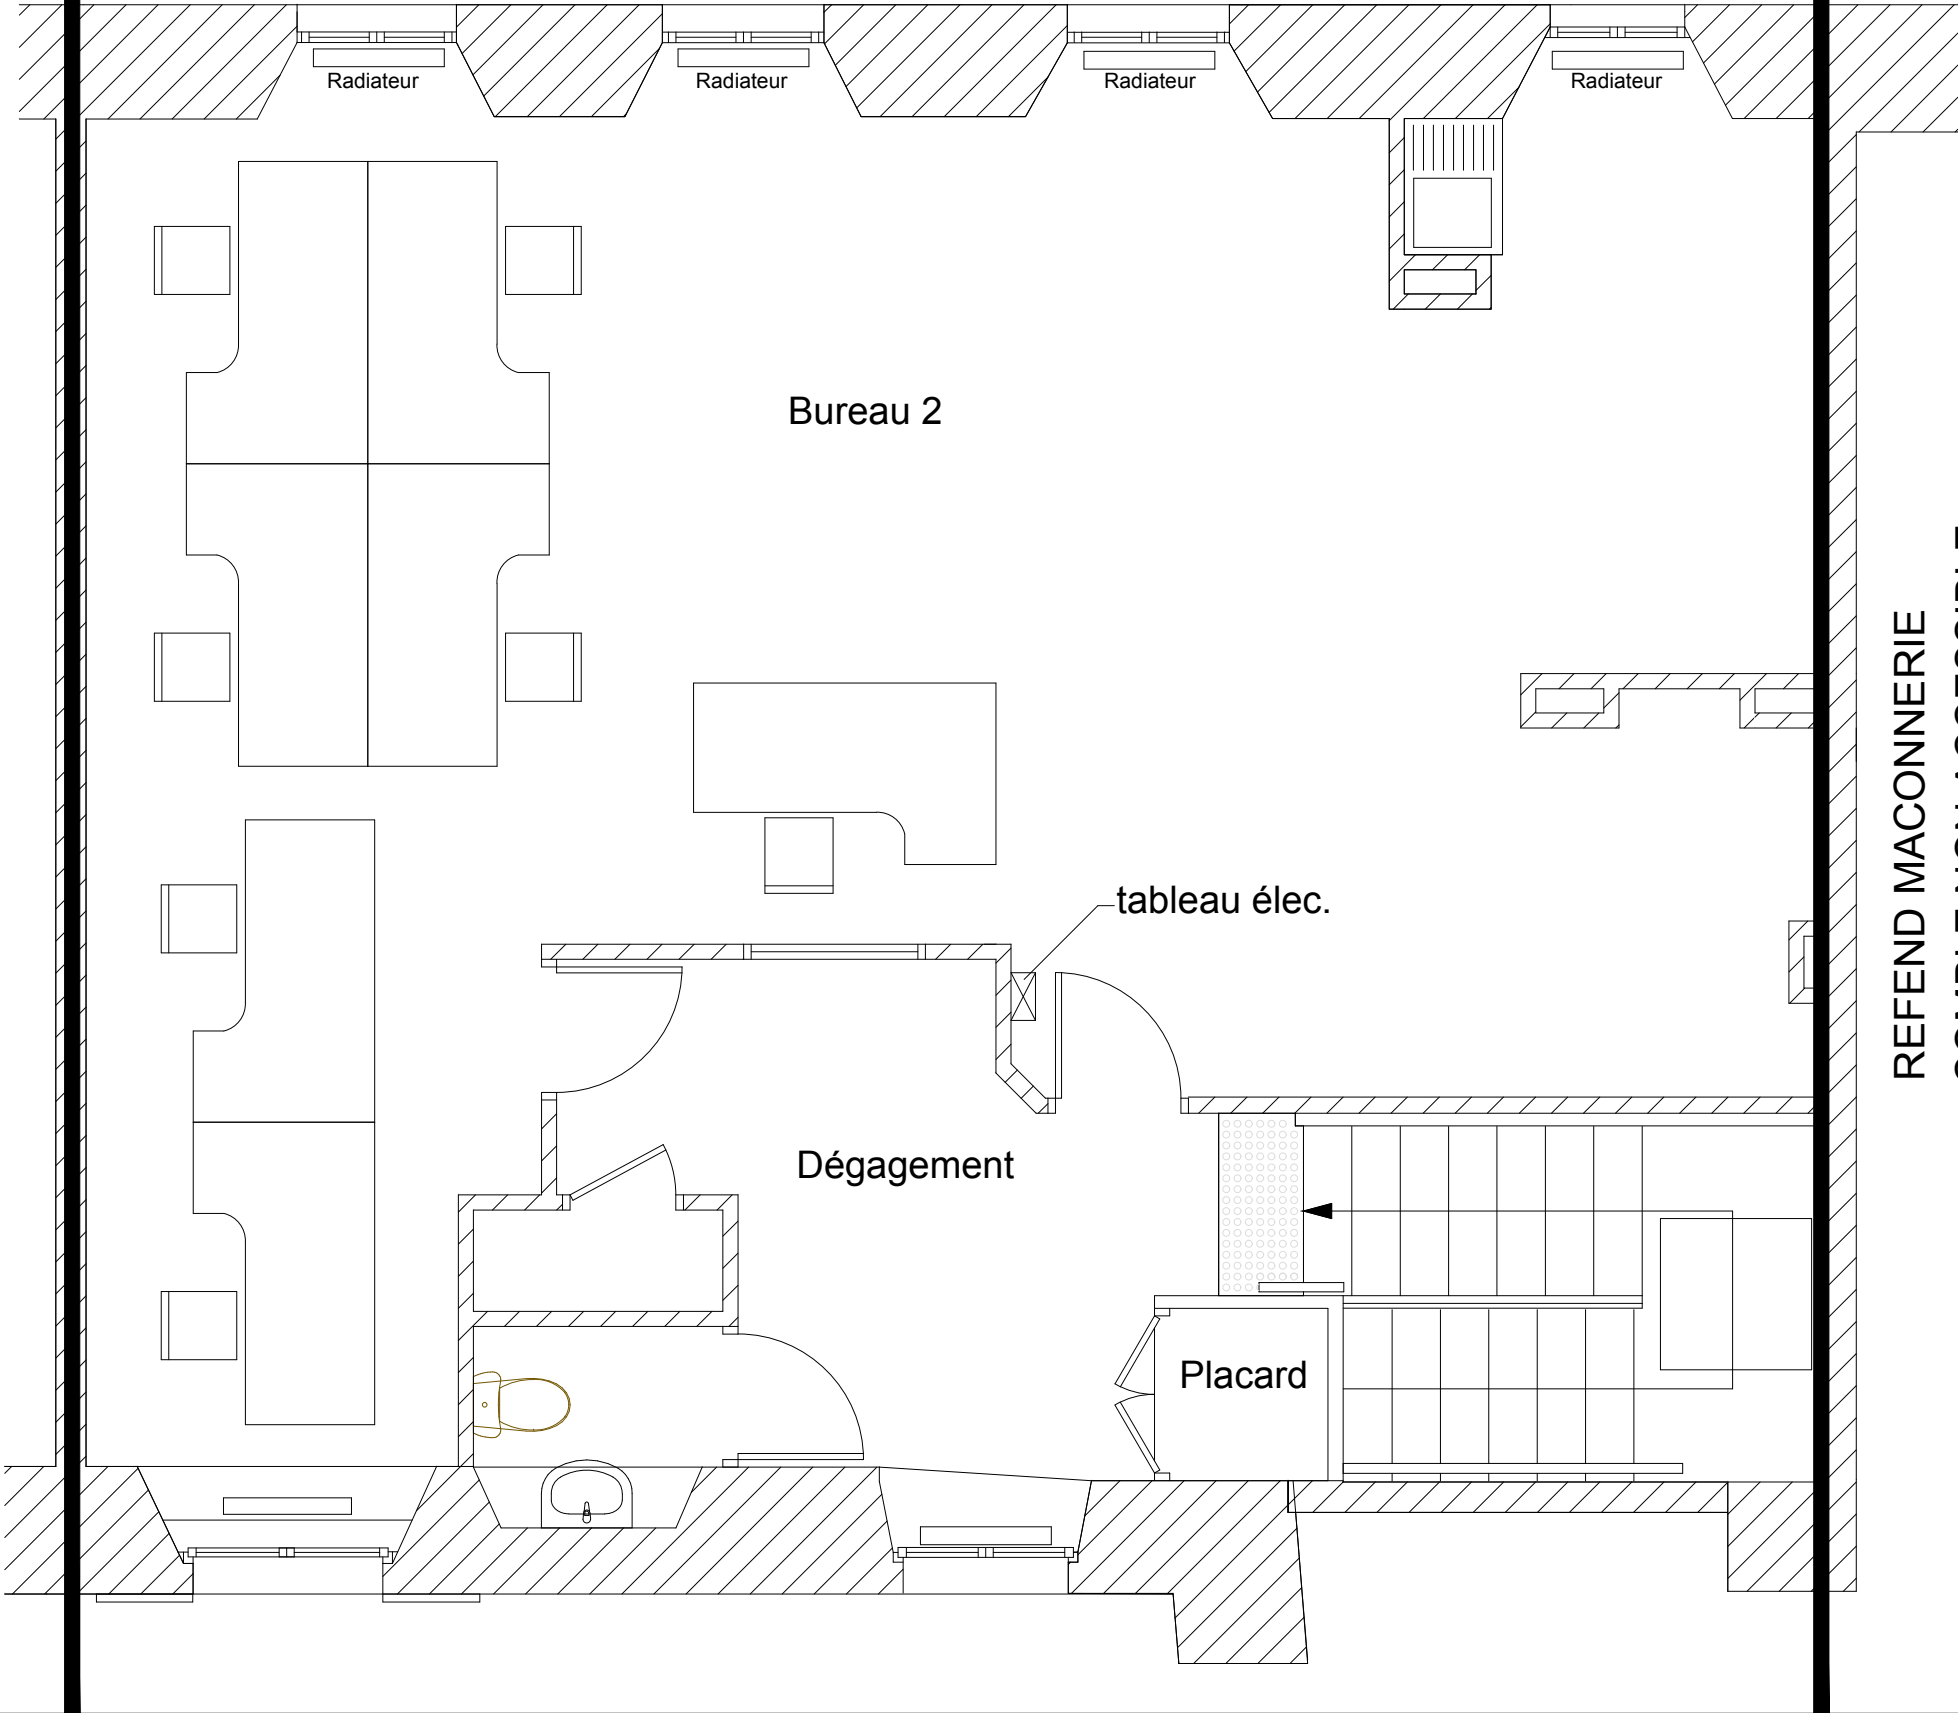 Radiateur
Radiateur
Radiateur
Radiateur
Bureau 2
tableau élec.
Dégagement
Placard
REFEND MACONNERIE